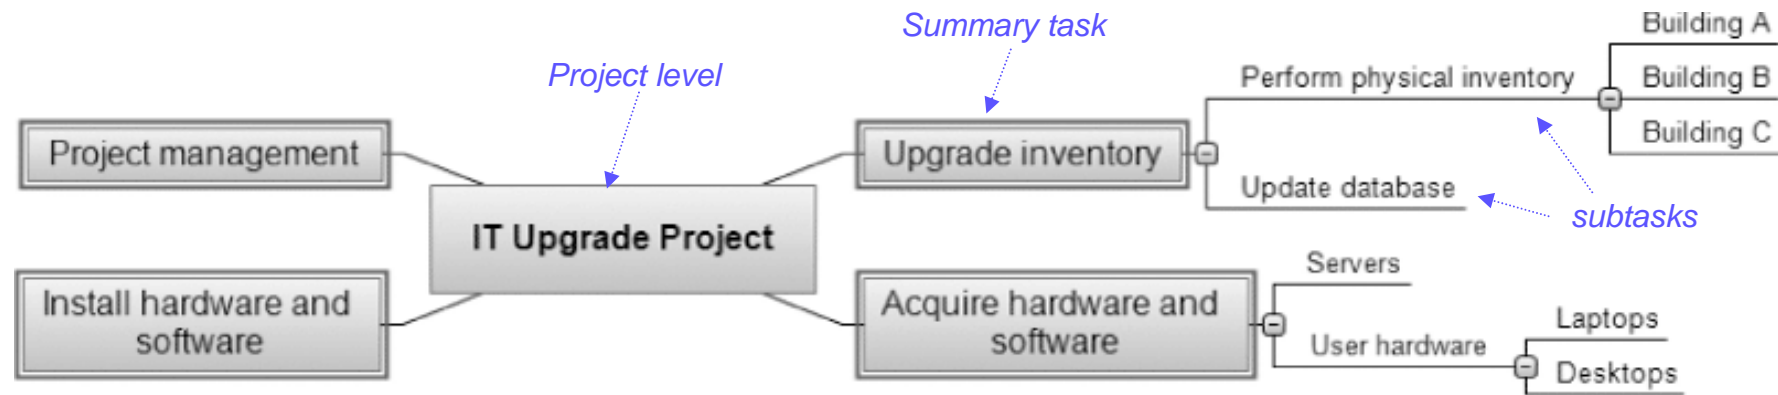 Summary task
Building A
Project level
Perform physical inventory
Building B
Project management
Upgrade inventory
Building C
Update database
subtasks
IT Upgrade Project
Servers
Install hardware and
software
Acquire hardware and
software
Laptops
User hardware
Desktops